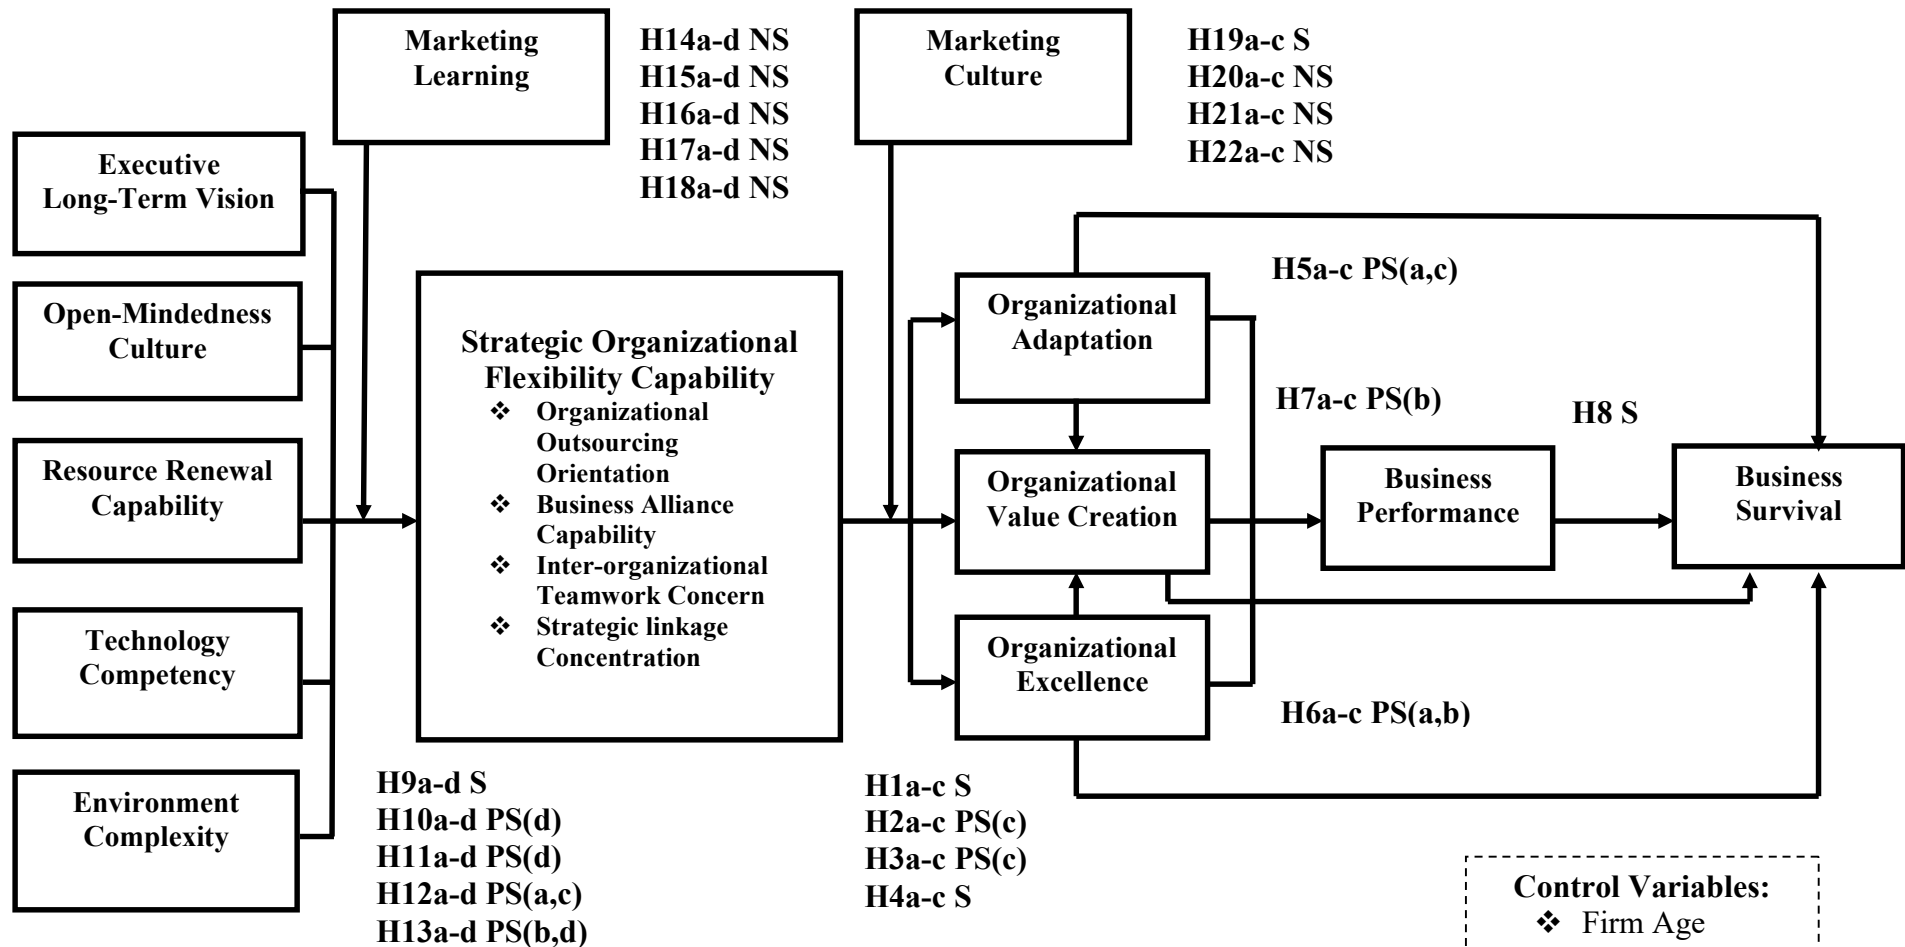 Marketing
Learning
H14a-d NS
H15a-d NS
H16a-d NS
H17a-d NS
H18a-d NS
Marketing
Culture
H19a-c S
H20a-c NS
H21a-c NS
H22a-c NS
Executive
Long-Term Vision
Open-Mindedness
Culture
Resource Renewal
Capability
Technology
Competency
Environment
Complexity
Strategic Organizational
Flexibility Capability
❖ Organizational
Outsourcing
Orientation
❖ Business Alliance
Capability
❖ Inter-organizational
Teamwork Concern
❖ Strategic linkage
Concentration
H9a-d S
H10a-d PS(d)
H11a-d PS(d)
H12a-d PS(a,c)
H13a-d PS(b,d)
Organizational
Adaptation
Organizational
Value Creation
Organizational
Excellence
H1a-c S
H2a-c PS(c)
H3a-c PS(c)
H4a-c S
H5a-c PS(a,c)
H7a-c PS(b)
H8 S
Business
Performance
Business
Survival
H6a-c PS(a,b)
Control Variables:
❖ Firm Age